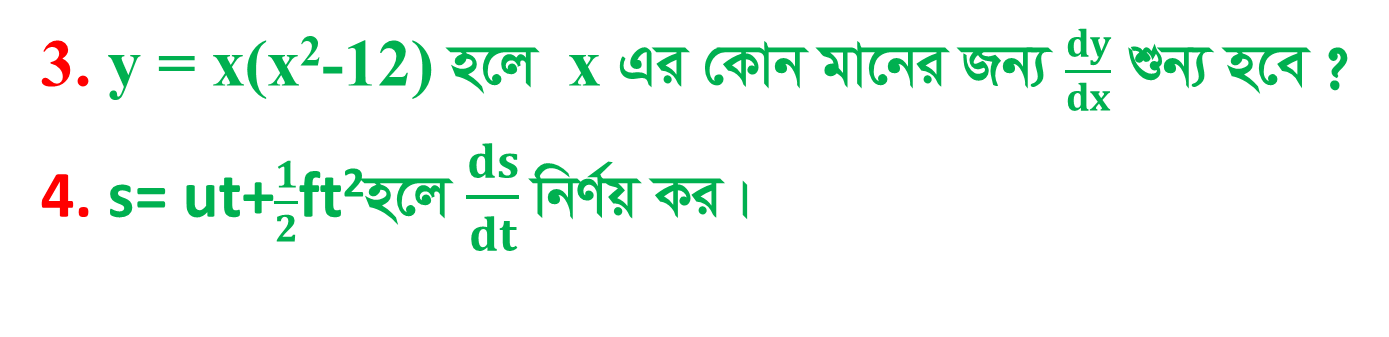 3. y = x(x²-12) হলে x এর কোন মানের জন্য dy/dx শুন্য হবে ?
4. s= ut+1/2ft²হলে ds/dt নির্ণয় কর।